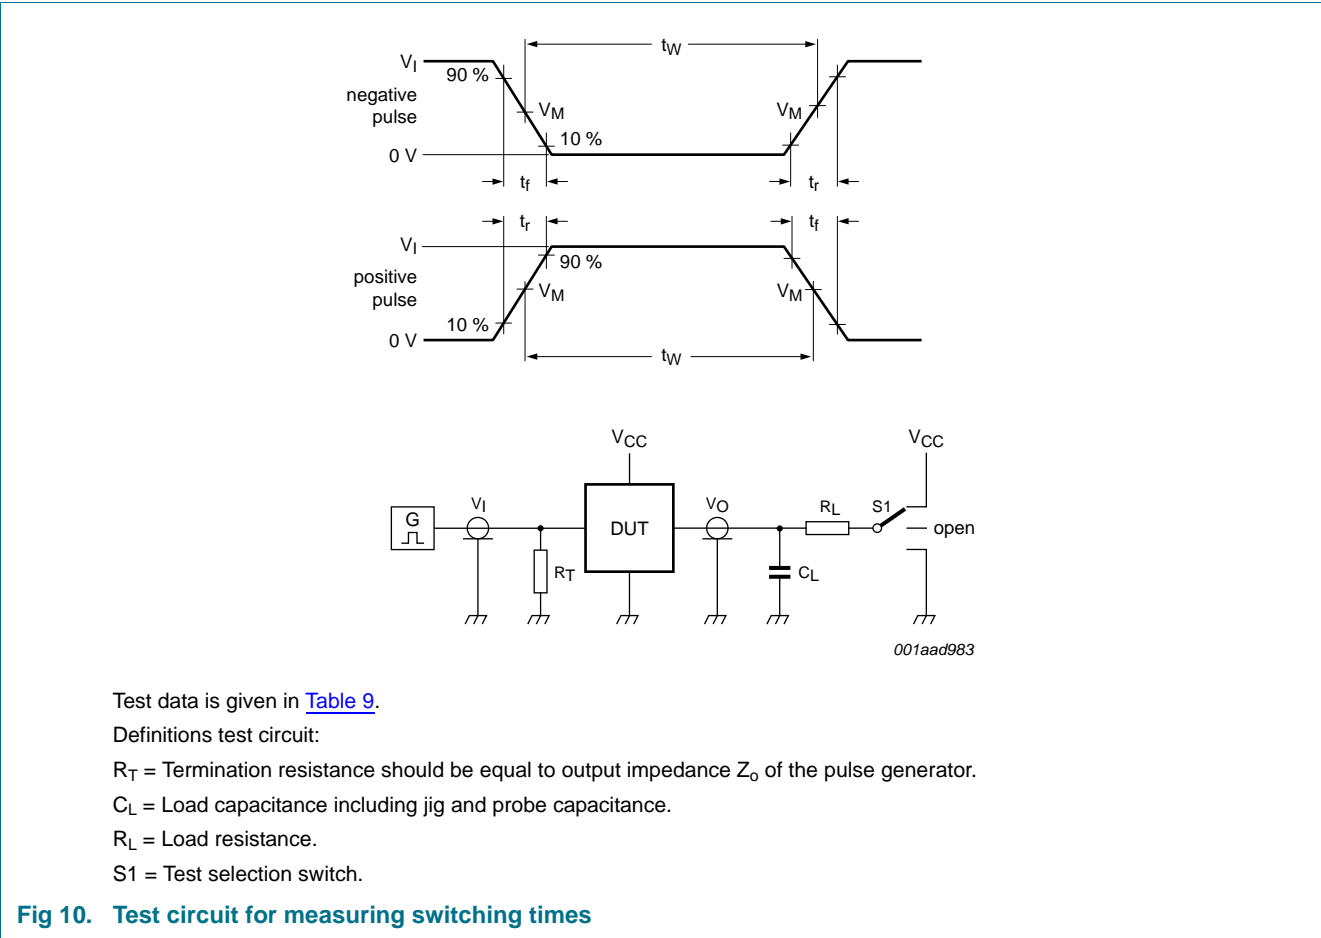 tW
VI
90 %
negative
pulse
VM
VM
10 %
0 V
tf
tr
tr
tf
VI
90 %
positive
pulse
VM
VM
10 %
0 V
tW
VCC
VCC
G
VI
DUT
VO
RL
S1
open
RT
CL
001aad983
Test data is given in Table 9.
Definitions test circuit:
RT = Termination resistance should be equal to output impedance Zo of the pulse generator.
CL = Load capacitance including jig and probe capacitance.
RL = Load resistance.
S1 = Test selection switch.
Fig 10. Test circuit for measuring switching times